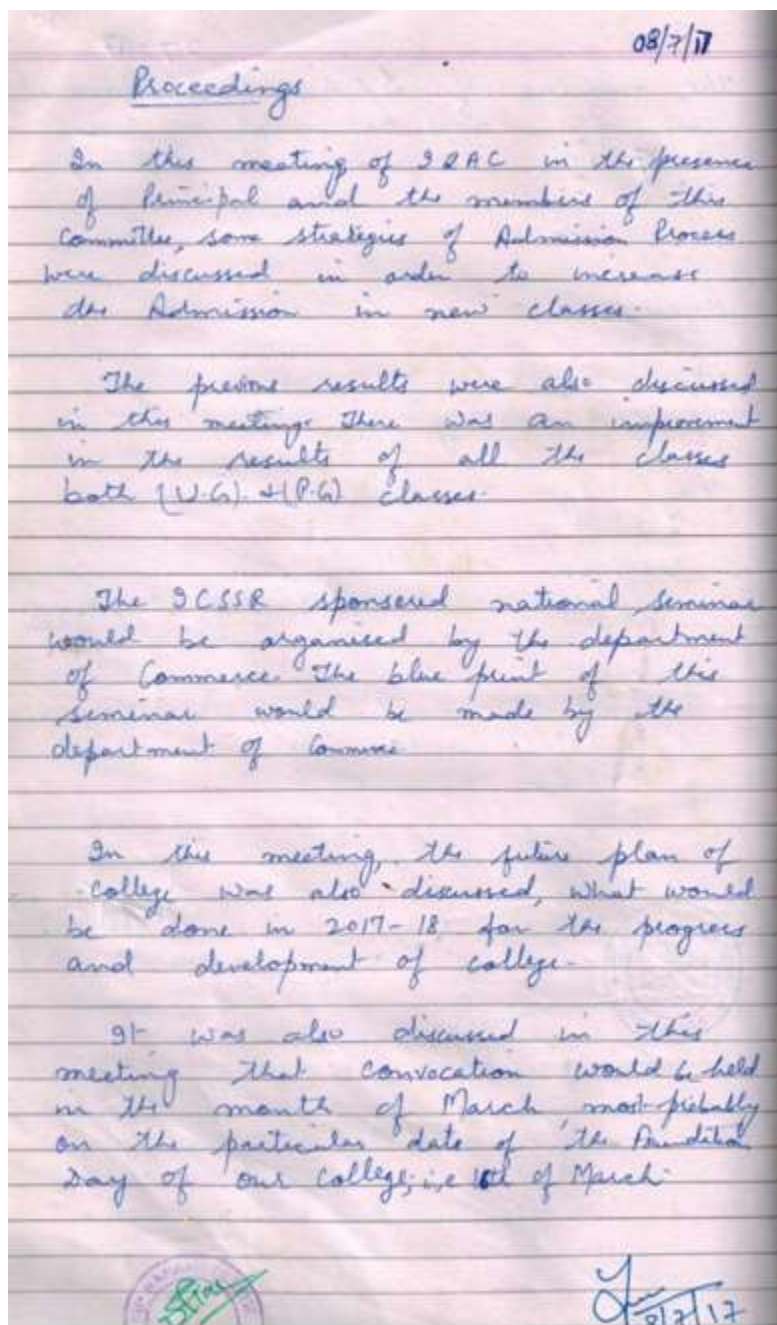 08/7/17
Proceedings
In this meeting of IQAC in the presence
of Principal and the members of this
Committee, some strategies of Admission Process
were discussed in order to increase
the Admission in new classes.
The previous results were also discussed
in this meeting. There was an improvement
in the results of all the classes
both (U.G). &(P.G) classes.
The ICSSR sponsered national seminar
would be organised by the department
of Commerce. The blue print of this
seminar would be made by the
department of Commerce
In this meeting, the future plan of
college was also discussed, what would
be done in 2017-18 for the progress
and development of college.
It was also discussed in this
meeting that convocation would be held
in the month of March, most probably
on the particular date of the Foundation
Day of our college, i.e of March.
8/7/17